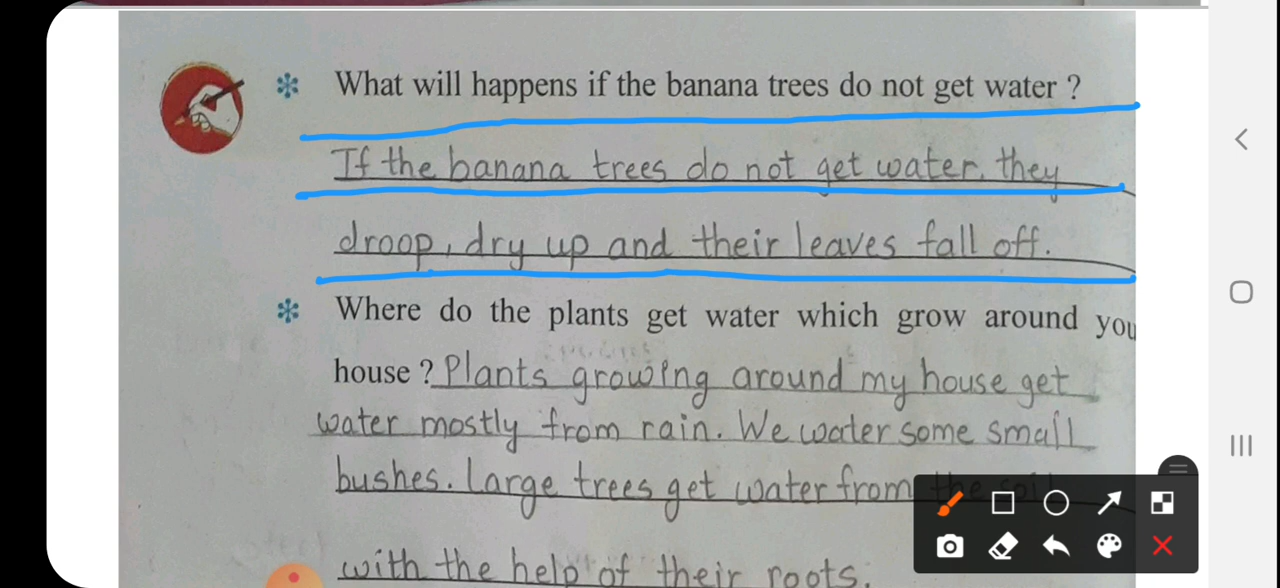 What will happens if the banana trees do not get water ?
If the banana trees do not get water, they
droop, dry up and their leaves fall off.
Where do the plants get water which grow around you
house ? Plants growing around my house get
water mostly from rain. We water some small
bushes. Large trees get water from the soil
with the help of their roots.